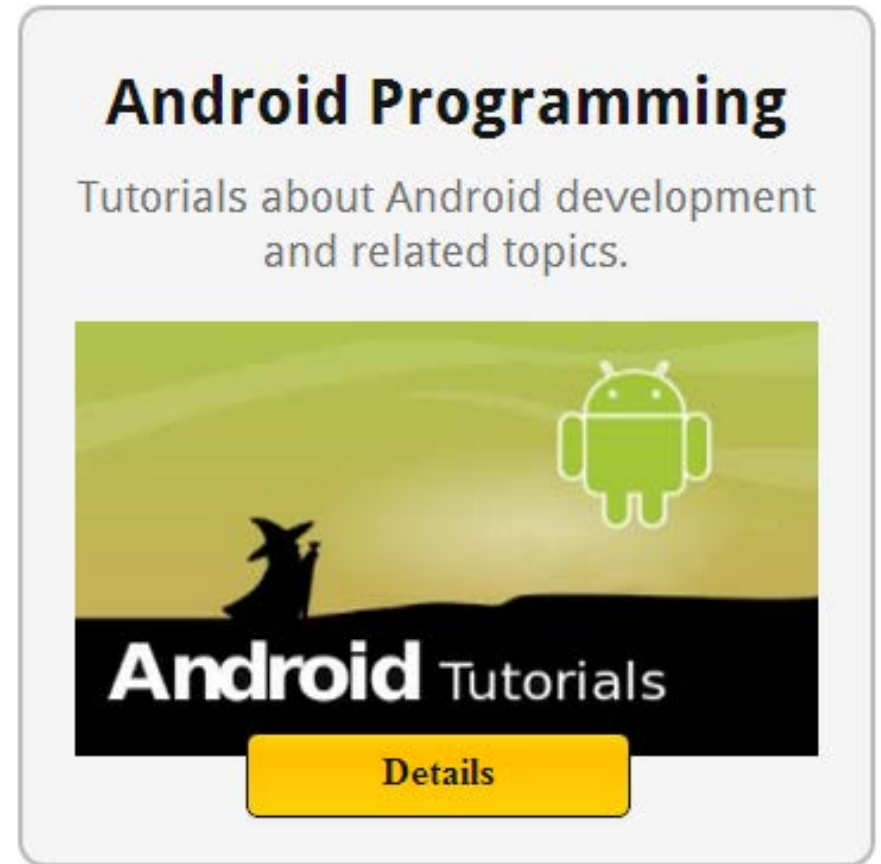 Android Programming
Tutorials about Android development
and related topics.
Android Tutorials
Details